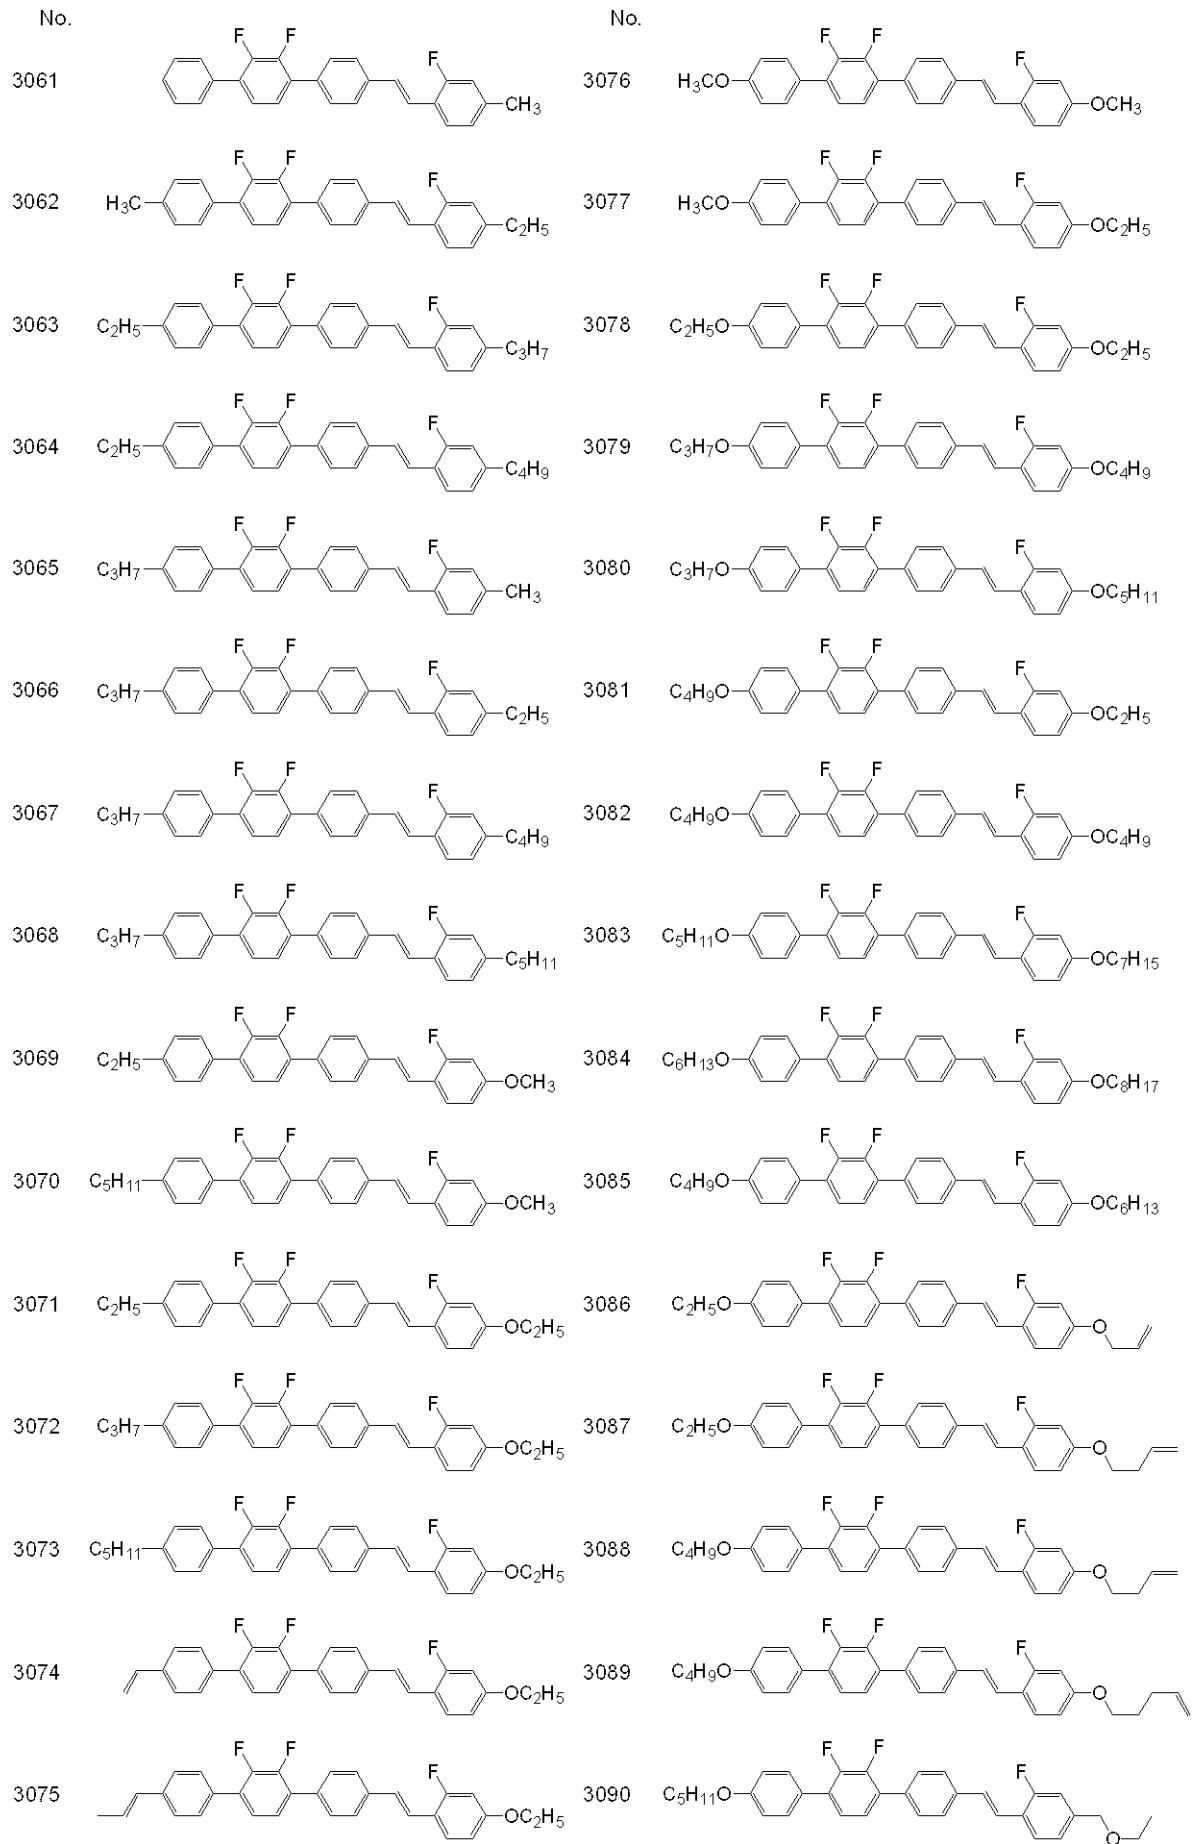 No.
No.
F F
F
3061
CH3
F F
F
3076 H3CO
OCH3
F F
F
3062 H3C
C2H5
F F
F
3077 H3CO
OC2H5
F F
F
3063 C2H5
C3H7
F F
F
3078 C2H5O
OC2H5
F F
F
3064 C2H5
C4H9
F F
F
3079 C3H7O
OC4H9
F F
F
3065 C3H7
CH3
F F
F
3080 C3H7O
OC5H11
F F
F
3066 C3H7
C2H5
F F
F
3081 C4H9O
OC2H5
F F
F
3067 C3H7
C4H9
F F
F
3082 C4H9O
OC4H9
F F
F
3068 C3H7
C5H11
F F
F
3083 C5H11O
OC7H15
F F
F
3069 C2H5
OCH3
F F
F
3084 C6H13O
OC8H17
F F
F
3070 C5H11
OCH3
F F
F
3085 C4H9O
OC6H13
F F
F
3071 C2H5
OC2H5
F F
F
3086 C2H5O
O
F F
F
3072 C3H7
OC2H5
F F
F
3087 C2H5O
O
F F
F
3073 C5H11
OC2H5
F F
F
3088 C4H9O
O
F F
F
3074
OC2H5
F F
F
3089 C4H9O
O
F F
F
3075
OC2H5
F F
F
3090 C5H11O
O